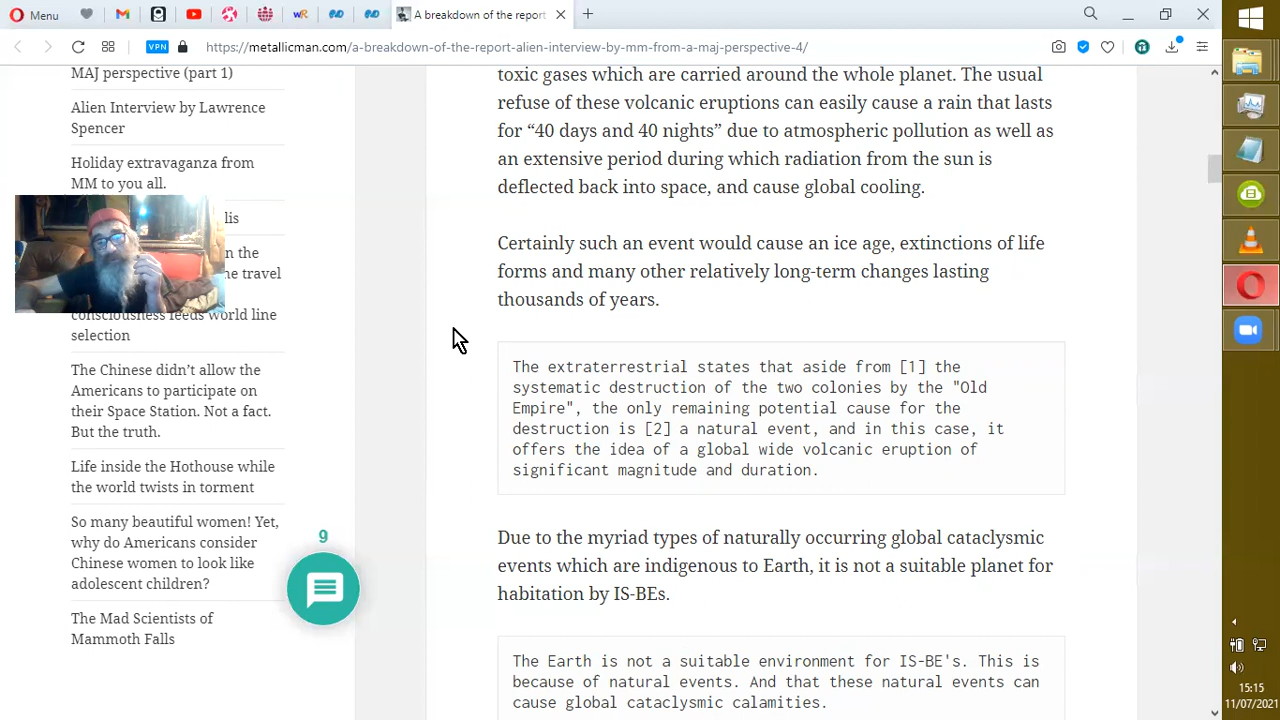 Menu
A breakdown of the report
https://metallicman.com/a-breakdown-of-the-report-alien-interview-by-mm-from-a-maj-perspective-4/
VPN
MAJ perspective (part 1)
Alien Interview by Lawrence
Spencer
Holiday extravaganza from
MM to you all.
lis
n the
ne travel
consciousness feeds world line
selection
The Chinese didn’t allow the
Americans to participate on
their Space Station. Not a fact.
But the truth.
Life inside the Hothouse while
the world twists in torment
So many beautiful women! Yet,
why do Americans consider
Chinese women to look like
adolescent children?
The Mad Scientists of
Mammoth Falls
9
toxic gases which are carried around the whole planet. The usual
refuse of these volcanic eruptions can easily cause a rain that lasts
for “40 days and 40 nights” due to atmospheric pollution as well as
an extensive period during which radiation from the sun is
deflected back into space, and cause global cooling.
Certainly such an event would cause an ice age, extinctions of life
forms and many other relatively long-term changes lasting
thousands of years.
The extraterrestrial states that aside from [1] the
systematic destruction of the two colonies by the "Old
Empire", the only remaining potential cause for the
destruction is [2] a natural event, and in this case, it
offers the idea of a global wide volcanic eruption of
significant magnitude and duration.
Due to the myriad types of naturally occurring global cataclysmic
events which are indigenous to Earth, it is not a suitable planet for
habitation by IS-BEs.
The Earth is not a suitable environment for IS-BE's. This is
because of natural events. And that these natural events can
cause global cataclysmic calamities.
15:15
11/07/2021